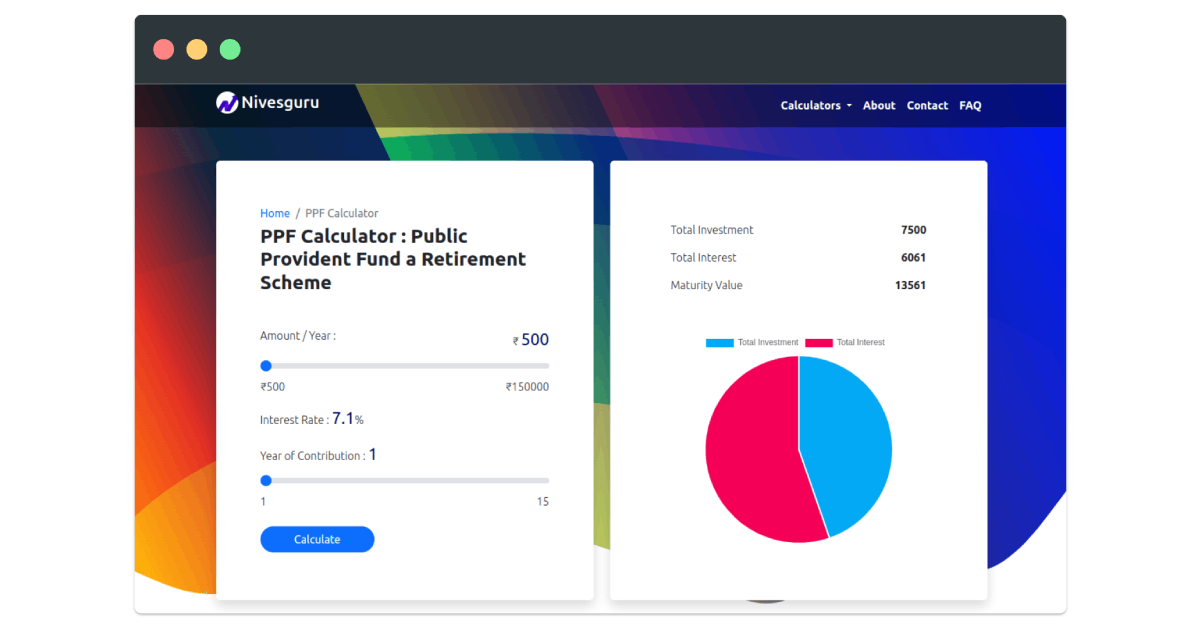 Nivesguru
Calculators About Contact FAQ
Home / PPF Calculator
PPF Calculator : Public
Provident Fund a Retirement
Scheme
Amount / Year :
₹ 500
₹500
₹150000
Interest Rate : 7.1%
Year of Contribution : 1
1
15
Calculate
Total Investment 7500
Total Interest 6061
Maturity Value 13561
Total Investment Total Interest